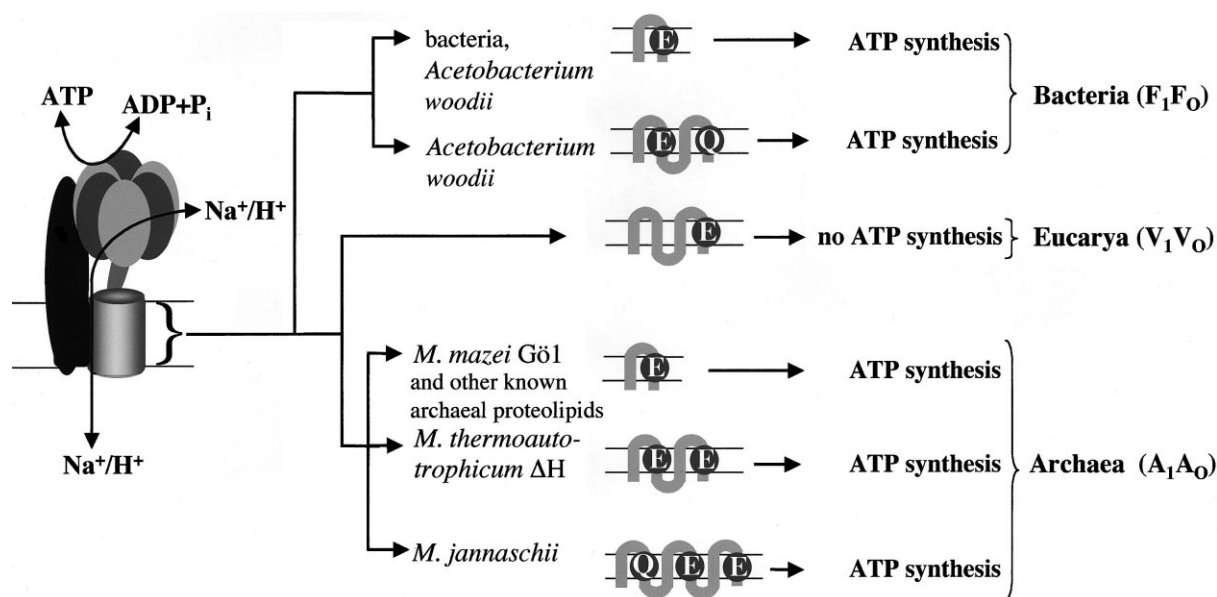 ATP
ADP+Pi
Na+/H+
Na+/H+
bacteria,
Acetobacterium
woodii
E
ATP synthesis
Acetobacterium
woodii
E Q
ATP synthesis
Bacteria (F1FO)
E
no ATP synthesis
Eucarya (V1VO)
M. mazei Gö1
and other known
archaeal proteolipids
E
ATP synthesis
M. thermoauto-
trophicum ΔH
E E
ATP synthesis
M. jannaschii
Q E E
ATP synthesis
Archaea (A1AO)